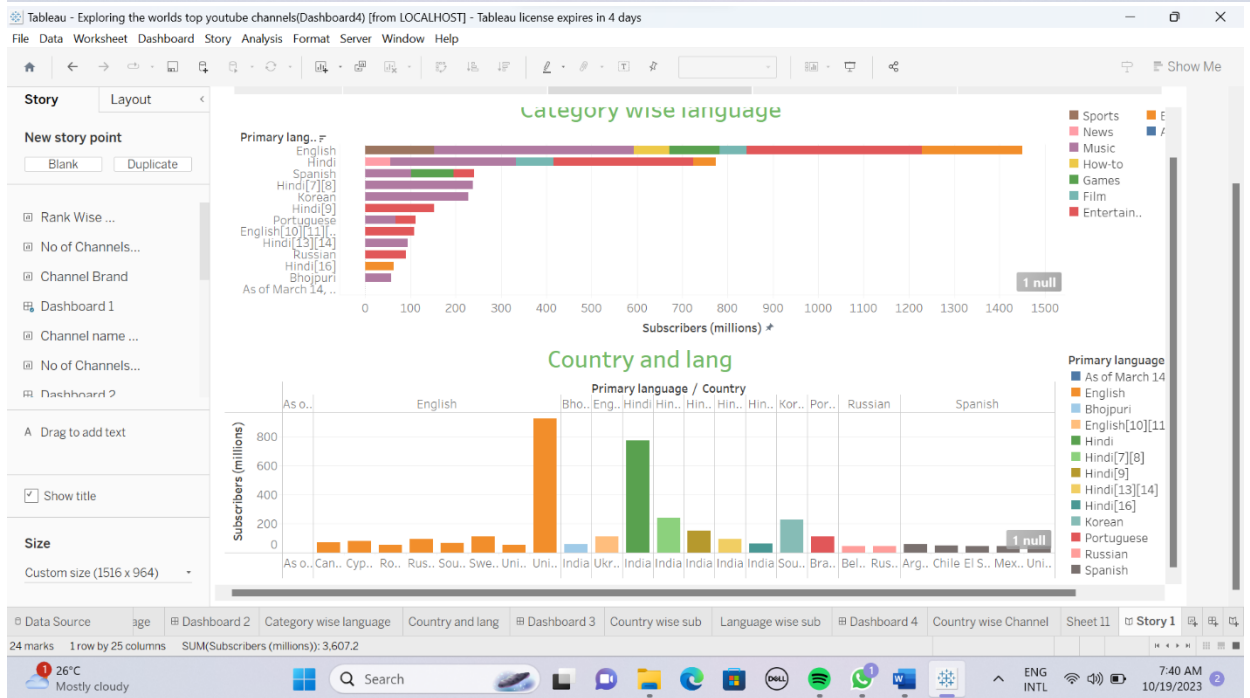 Tableau - Exploring the worlds top youtube channels(Dashboard4) [from LOCALHOST] - Tableau license expires in 4 days
File Data Worksheet Dashboard Story Analysis Format Server Window Help
Show Me
Story Layout
New story point
Blank Duplicate
Rank Wise ...
No of Channels...
Channel Brand
Dashboard 1
Channel name ...
No of Channels...
Dashboard 2
A Drag to add text
Show title
Size
Custom size (1516 x 964)
Category wise language
Primary lang..
English
Hindi
Spanish
Hindi[7][8]
Korean
Hindi[9]
Portuguese
English[10][11][..
Hindi[13][14]
Russian
Hindi[16]
Bhojpuri
As of March 14, ..
1 null
0 100 200 300 400 500 600 700 800 900 1000 1100 1200 1300 1400 1500
Subscribers (millions)
Sports
News
Music
How-to
Games
Film
Entertain..
Country and lang
Primary language / Country
As o.. English Bho.. Eng.. Hindi Hin.. Hin.. Hin.. Hin.. Kor.. Por.. Russian Spanish
Subscribers (millions)
800
600
400
200
0
1 null
As o.. Can.. Cyp.. Ro.. Rus.. Sou.. Swe.. Uni.. Uni.. India Ukr.. India India India India India Sou.. Bra.. Bel.. Rus.. Arg.. Chile El S.. Mex.. Uni..
Primary language
As of March 14
English
Bhojpuri
English[10][11
Hindi
Hindi[7][8]
Hindi[9]
Hindi[13][14]
Hindi[16]
Korean
Portuguese
Russian
Spanish
Data Source age Dashboard 2 Category wise language Country and lang Dashboard 3 Country wise sub Language wise sub Dashboard 4 Country wise Channel Sheet 11 Story 1
24 marks 1 row by 25 columns SUM(Subscribers (millions)): 3,607.2
1 26°C
Mostly cloudy
Search
DELL
1
W
ENG
INTL
7:40 AM
10/19/2023
2